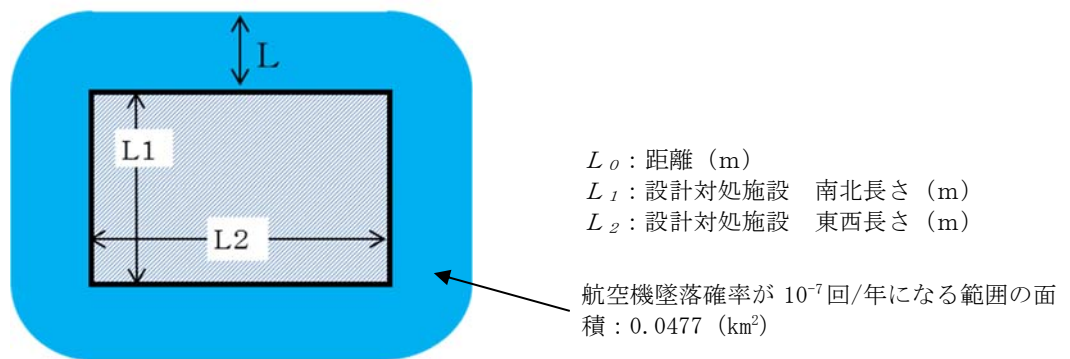 L
L1
L2
L₀：距離（m）
L₁：設計対処施設　南北長さ（m）
L₂：設計対処施設　東西長さ（m）
航空機墜落確率が 10⁻⁷回/年になる範囲の面
積：0.0477（km²）